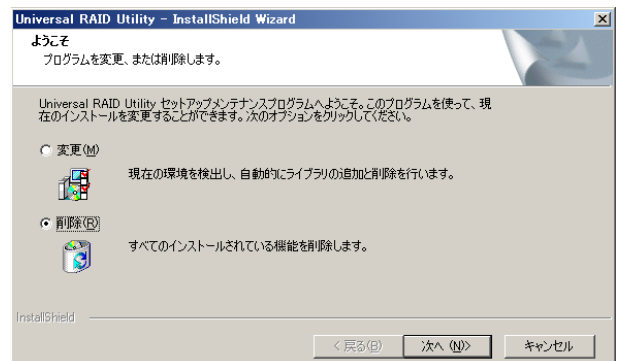 Universal RAID Utility - InstallShield Wizard
ようこそ
プログラムを変更、または削除します。
Universal RAID Utility セットアップメンテナンスプログラムへようこそ。このプログラムを使って、現
在のインストールを変更することができます。次のオプションをクリックしてください。
変更(M)
現在の環境を検出し、自動的にライブラリの追加と削除を行います。
削除(R)
すべてのインストールされている機能を削除します。
InstallShield
< 戻る(B)
次へ (N)>
キャンセル